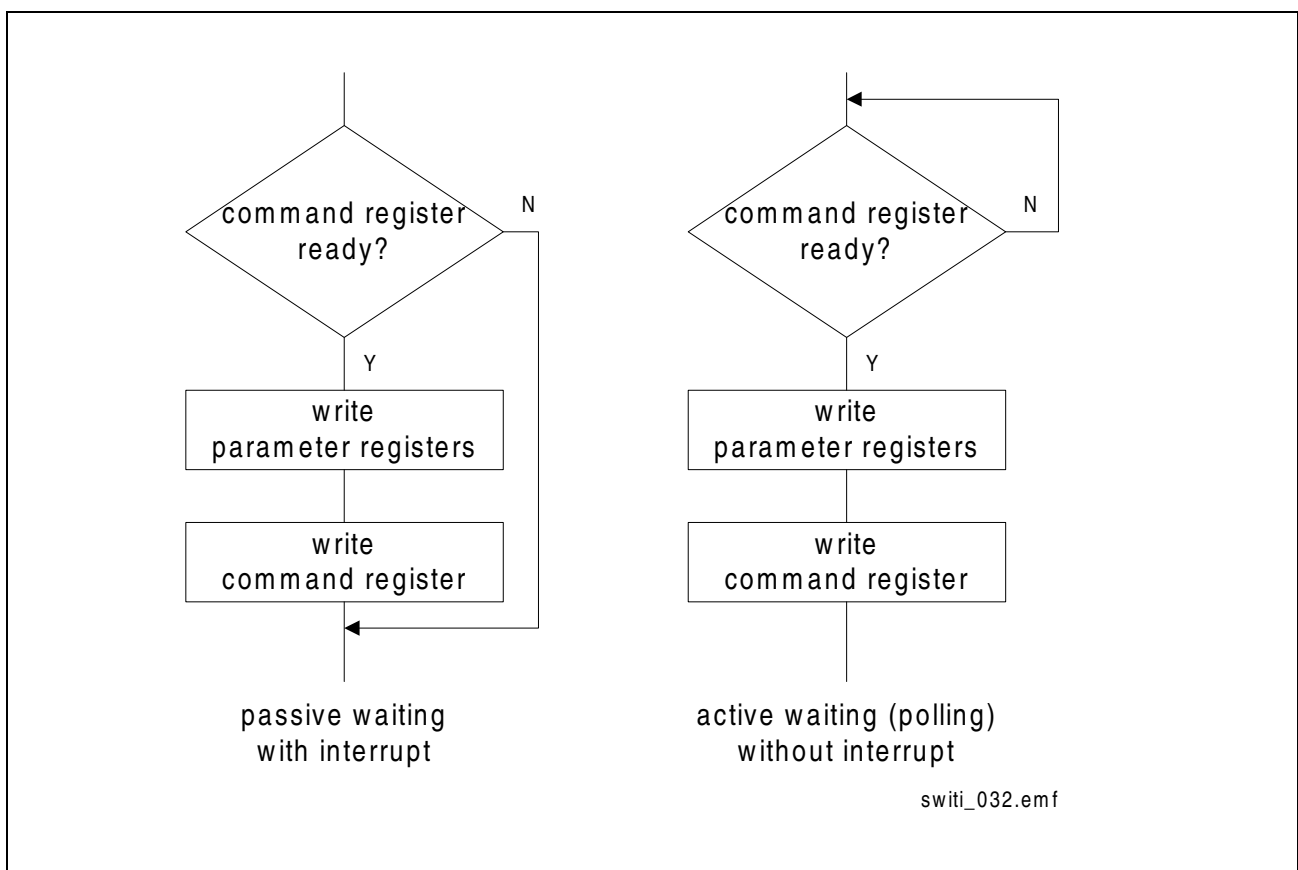 command register
ready?
N
Y
write
parameter registers
write
command register
passive waiting
with interrupt
command register
ready?
N
Y
write
parameter registers
write
command register
active waiting (polling)
without interrupt
switi_032.emf